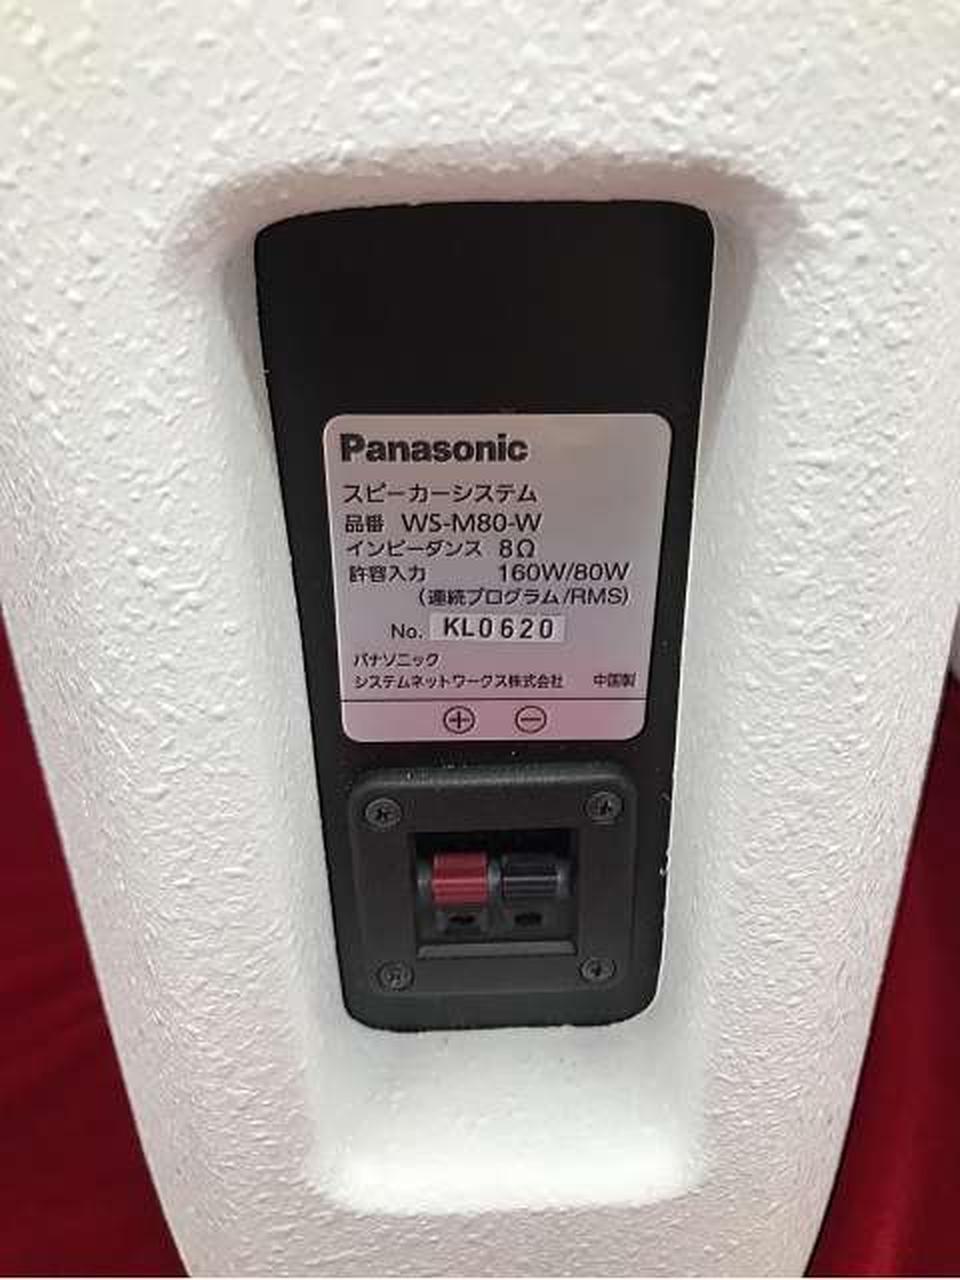 Panasonic
スピーカーシステム
品番 WS-M80-W
インピーダンス 8Ω
許容入力 160W/80W
(連続プログラム/RMS)
No. KL0620
パナソニック
システムネットワークス株式会社 中国製
⊕ ⊖